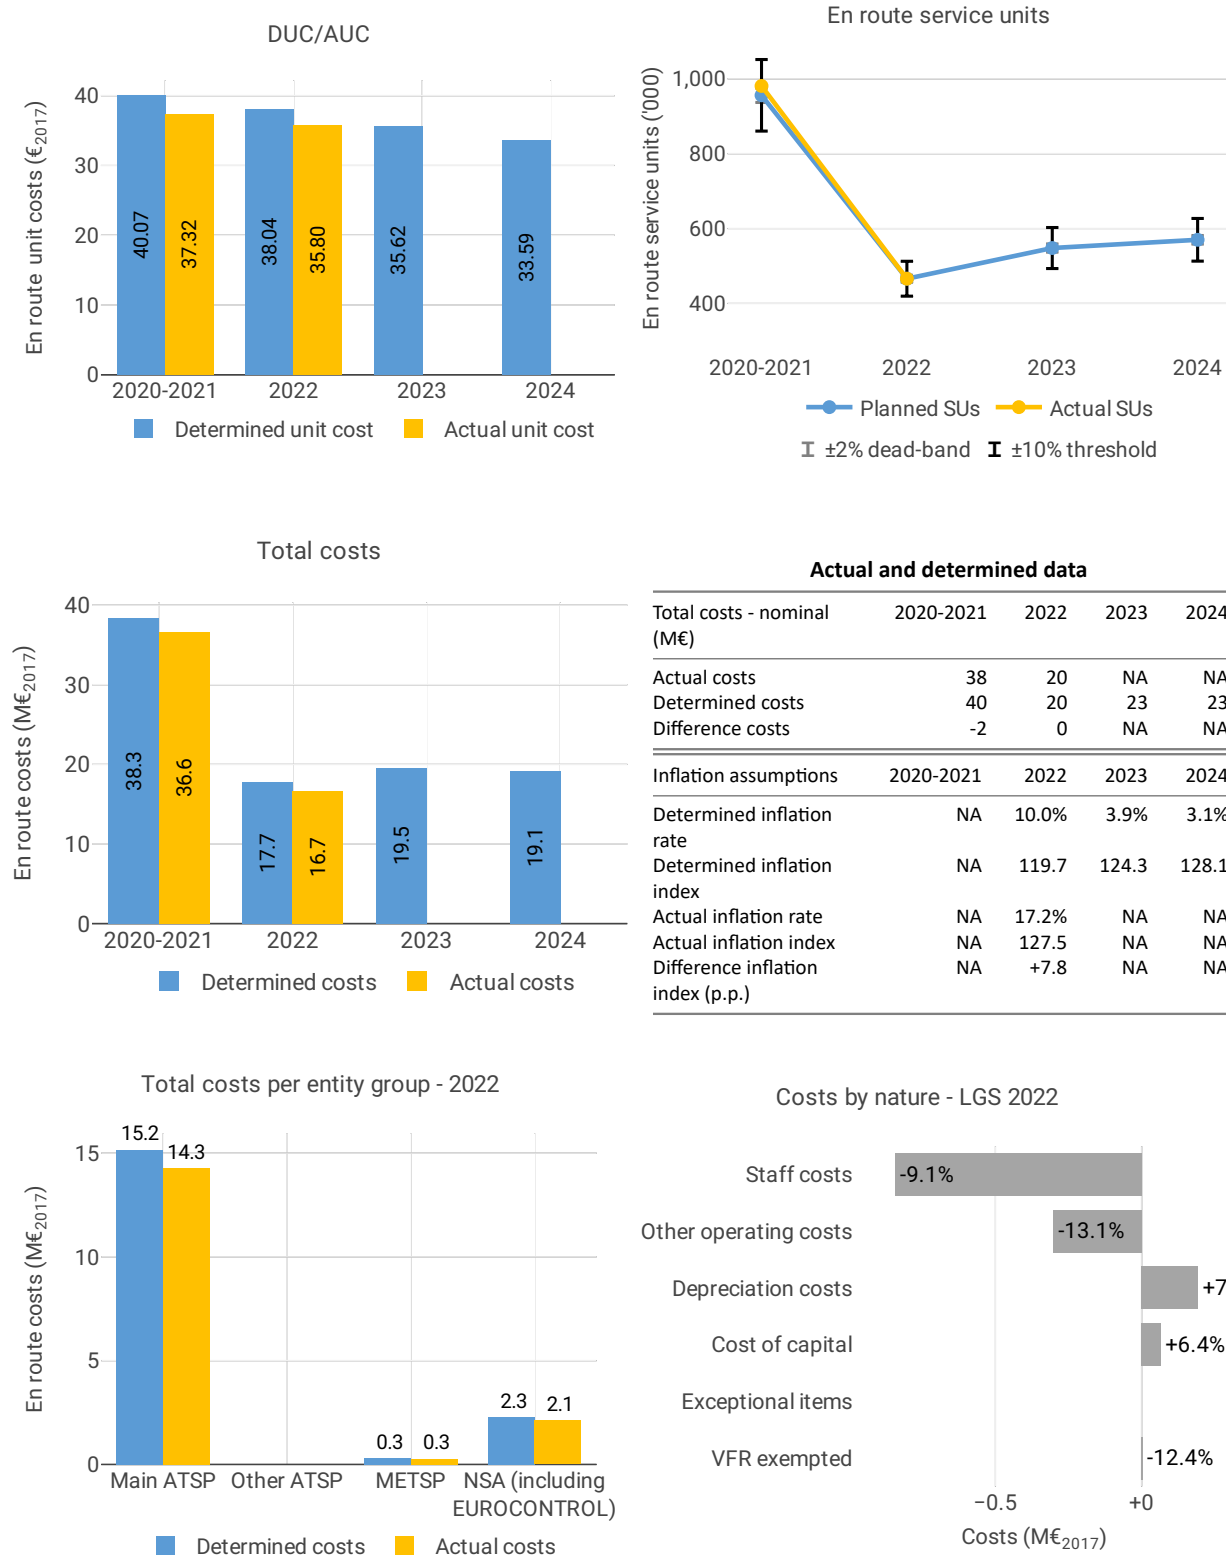 DUC/AUC
En route unit costs (€2017)
40
30
20
10
0
40.07
37.32
38.04
35.80
35.62
33.59
2020-2021
2022
2023
2024
Determined unit cost
Actual unit cost
En route service units
En route service units ('000)
1,000
800
600
400
2020-2021
2022
2023
2024
Planned SUs
Actual SUs
±2% dead-band
±10% threshold
Total costs
En route costs (M€2017)
40
30
20
10
0
38.3
36.6
17.7
16.7
19.5
19.1
2020-2021
2022
2023
2024
Determined costs
Actual costs
Actual and determined data
Total costs - nominal 2020-2021 2022 2023 2024
(M€)
Actual costs 38 20 NA NA
Determined costs 40 20 23 23
Difference costs -2 0 NA NA
Inflation assumptions 2020-2021 2022 2023 2024
Determined inflation NA 10.0% 3.9% 3.1%
rate
Determined inflation NA 119.7 124.3 128.1
index
Actual inflation rate NA 17.2% NA NA
Actual inflation index NA 127.5 NA NA
Difference inflation NA +7.8 NA NA
index (p.p.)
Total costs per entity group - 2022
En route costs (M€2017)
15
10
5
0
15.2
14.3
0.3
0.3
2.3
2.1
Main ATSP
Other ATSP
METSP
NSA (including
EUROCONTROL)
Determined costs
Actual costs
Costs by nature - LGS 2022
Staff costs
-9.1%
Other operating costs
-13.1%
Depreciation costs
+7
Cost of capital
+6.4%
Exceptional items
VFR exempted
-12.4%
−0.5
+0
Costs (M€2017)